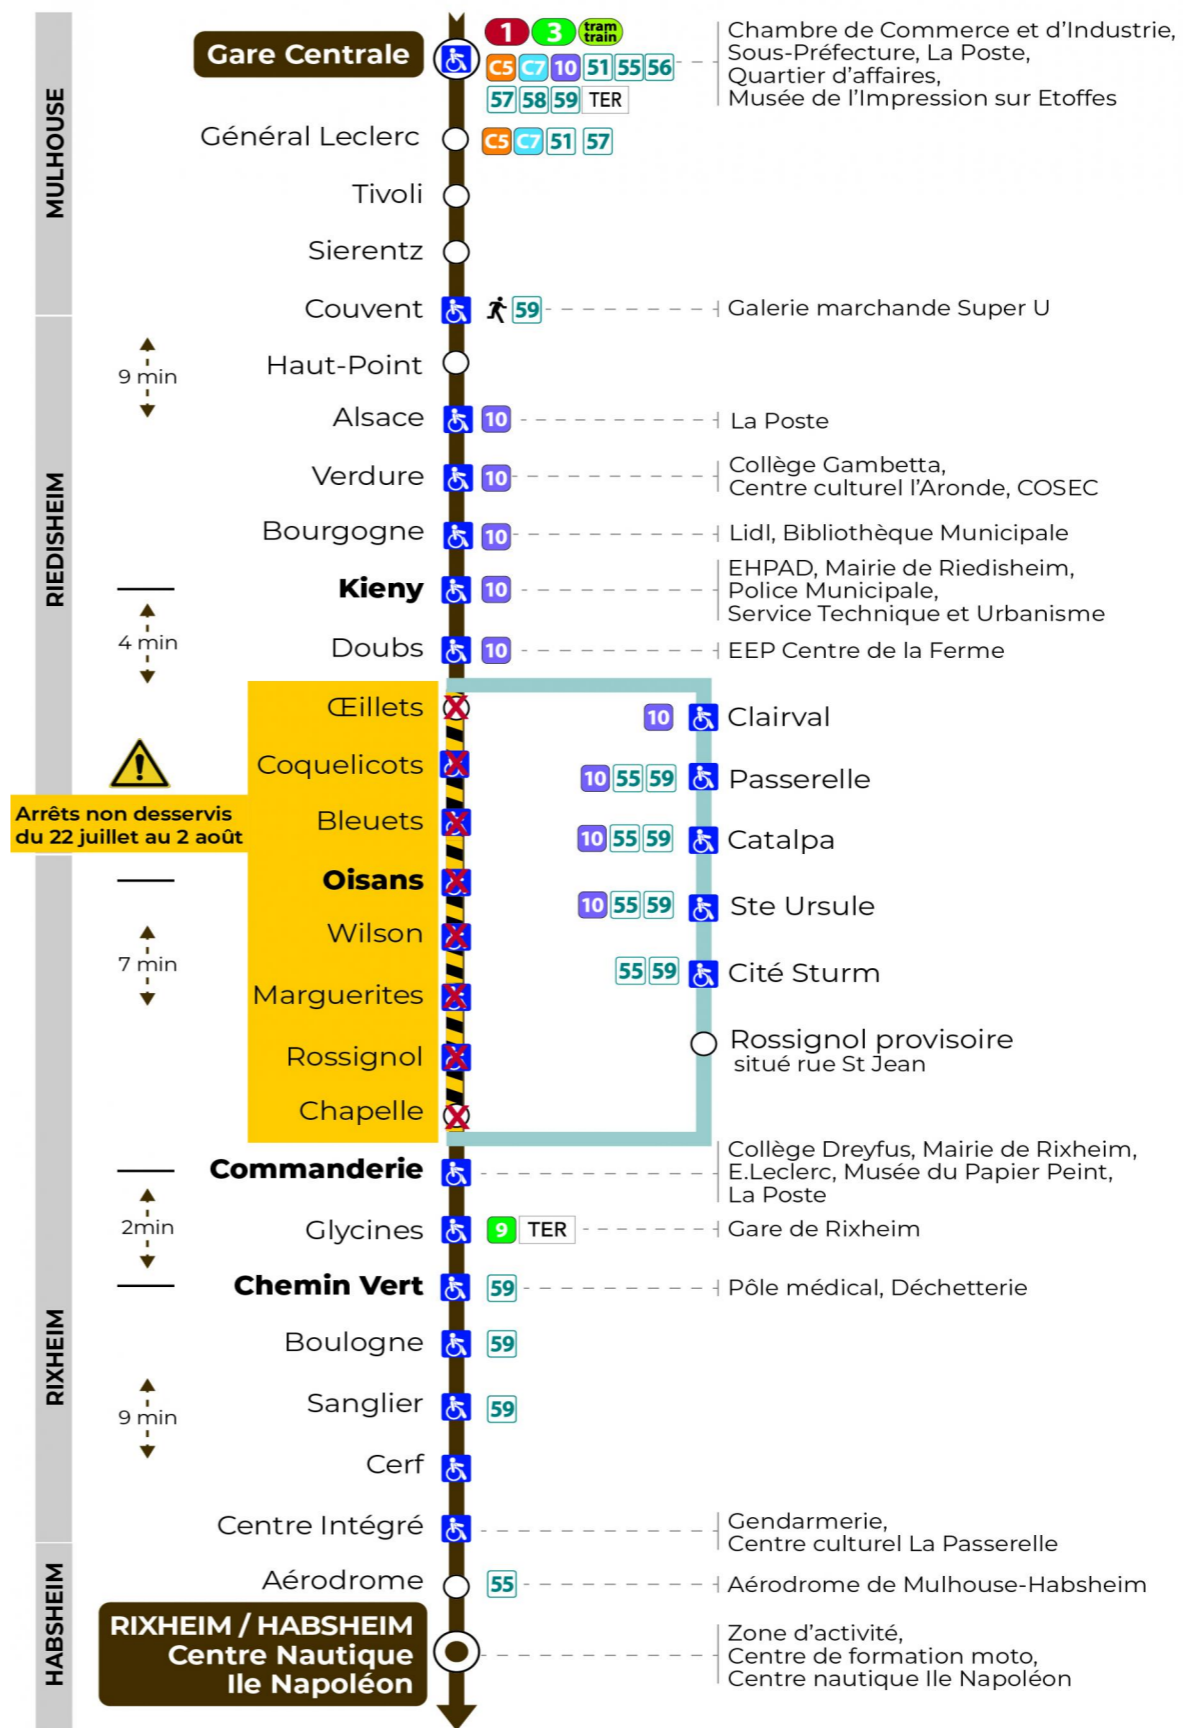 MULHOUSE
Gare Centrale
1 3 tram train
C5 C7 10 51 55 56
57 58 59 TER
Chambre de Commerce et d’Industrie,
Sous-Préfecture, La Poste,
Quartier d’affaires,
Musée de l’Impression sur Etoffes
Général Leclerc
C5 C7 51 57
Tivoli
Sierentz
Couvent
59
Galerie marchande Super U
RIEDISHEIM
9 min
Haut-Point
Alsace
10
La Poste
Verdure
10
Collège Gambetta,
Centre culturel l’Aronde, COSEC
Bourgogne
10
Lidl, Bibliothèque Municipale
Kieny
10
EHPAD, Mairie de Riedisheim,
Police Municipale,
Service Technique et Urbanisme
4 min
Doubs
10
EEP Centre de la Ferme
Œillets
Coquelicots
Bleuets
Oisans
Wilson
Marguerites
Rossignol
Chapelle
Arrêts non desservis
du 22 juillet au 2 août
7 min
10
Clairval
10 55 59
Passerelle
10 55 59
Catalpa
10 55 59
Ste Ursule
55 59
Cité Sturm
Rossignol provisoire
situé rue St Jean
RIXHEIM
Commanderie
Collège Dreyfus, Mairie de Rixheim,
E.Leclerc, Musée du Papier Peint,
La Poste
2min
Glycines
9 TER
Gare de Rixheim
Chemin Vert
59
Pôle médical, Déchetterie
Boulogne
59
Sanglier
59
9 min
Cerf
Centre Intégré
Gendarmerie,
Centre culturel La Passerelle
HABSHEIM
Aérodrome
55
Aérodrome de Mulhouse-Habsheim
RIXHEIM / HABSHEIM
Centre Nautique
Ile Napoléon
Zone d’activité,
Centre de formation moto,
Centre nautique Ile Napoléon